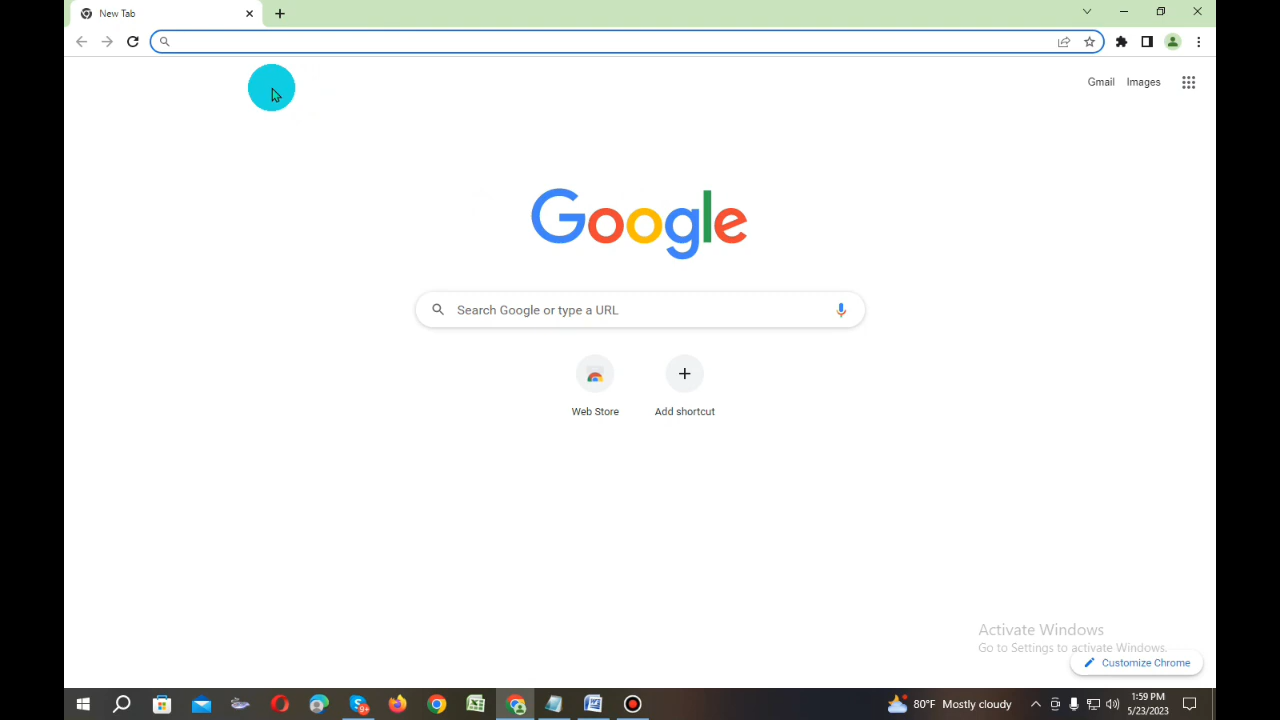 New Tab
Gmail Images
Google
Search Google or type a URL
Web Store
Add shortcut
Activate Windows
Go to Settings to activate Windows.
Customize Chrome
9+
80°F Mostly cloudy
1:59 PM
5/23/2023